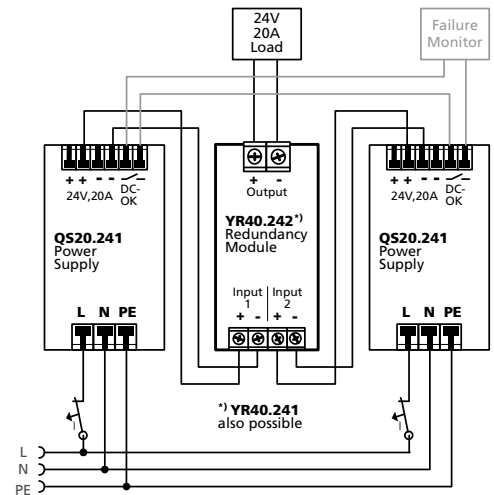 24V
20A
Load
Failure
Monitor
+ + - - DC-
24V,20A OK
QS20.241
Power
Supply
L N PE
+ -
Output
YR40.242*)
Redundancy
Module
Input Input
1 2
+ - + -
+ + - - DC-
24V,20A OK
QS20.241
Power
Supply
L N PE
*) YR40.241
also possible
I
I
L
N
PE